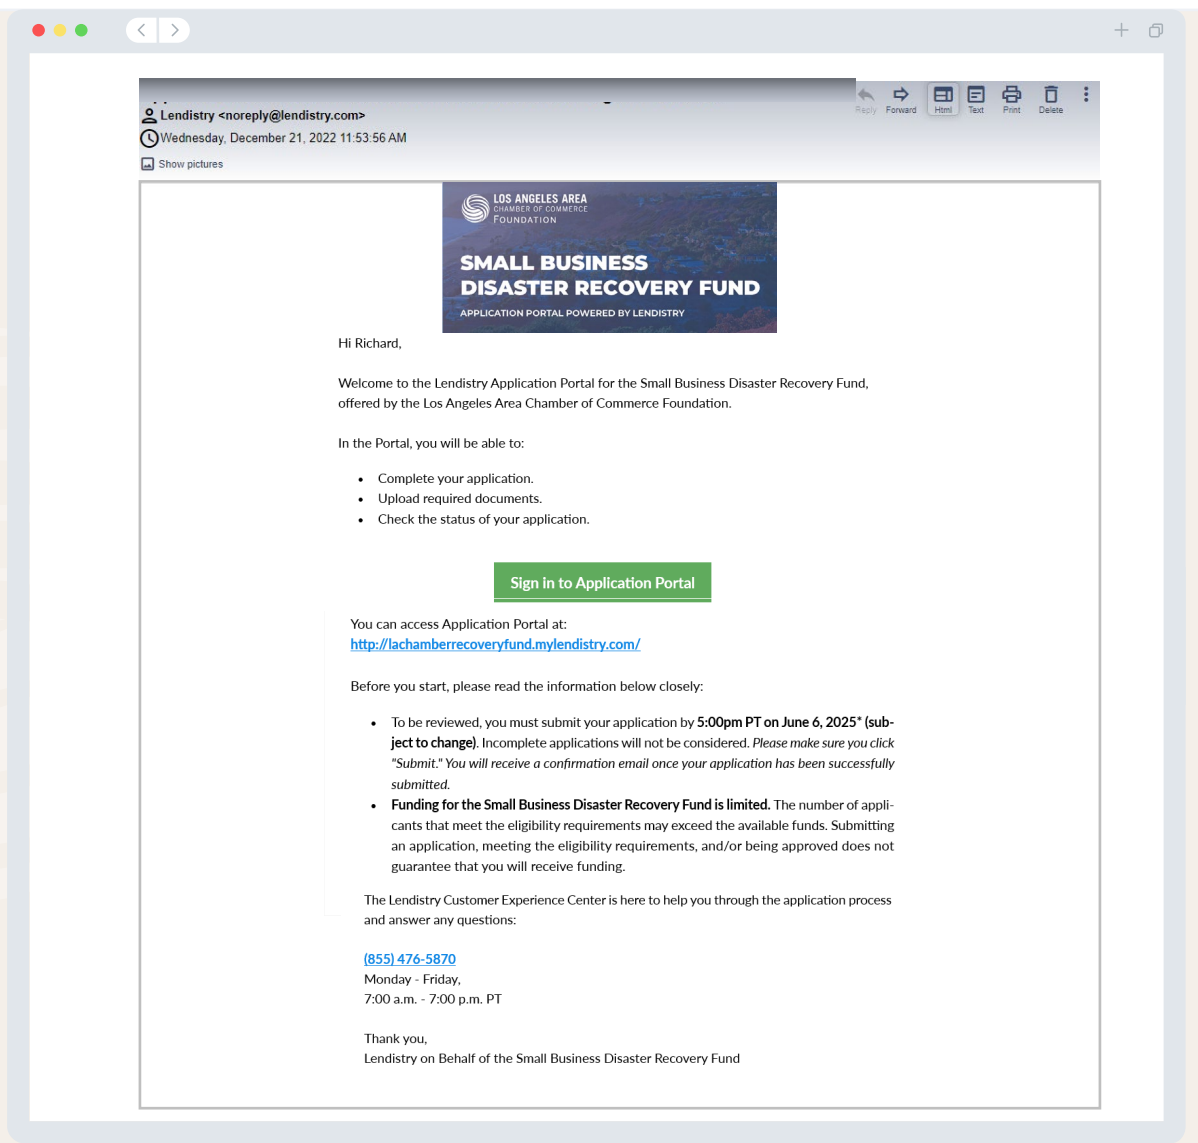 Reply Forward Html Text Print Delete
Lendistry <noreply@lendistry.com>
Wednesday, December 21, 2022 11:53:56 AM
Show pictures
LOS ANGELES AREA
CHAMBER OF COMMERCE
FOUNDATION
SMALL BUSINESS
DISASTER RECOVERY FUND
APPLICATION PORTAL POWERED BY LENDISTRY
Hi Richard,
Welcome to the Lendistry Application Portal for the Small Business Disaster Recovery Fund,
offered by the Los Angeles Area Chamber of Commerce Foundation.
In the Portal, you will be able to:
• Complete your application.
• Upload required documents.
• Check the status of your application.
Sign in to Application Portal
You can access Application Portal at:
http://lachamberrecoveryfund.mylendistry.com/
Before you start, please read the information below closely:
• To be reviewed, you must submit your application by 5:00pm PT on June 6, 2025* (sub-
ject to change). Incomplete applications will not be considered. Please make sure you click
"Submit." You will receive a confirmation email once your application has been successfully
submitted.
• Funding for the Small Business Disaster Recovery Fund is limited. The number of appli-
cants that meet the eligibility requirements may exceed the available funds. Submitting
an application, meeting the eligibility requirements, and/or being approved does not
guarantee that you will receive funding.
The Lendistry Customer Experience Center is here to help you through the application process
and answer any questions:
(855) 476-5870
Monday - Friday,
7:00 a.m. - 7:00 p.m. PT
Thank you,
Lendistry on Behalf of the Small Business Disaster Recovery Fund